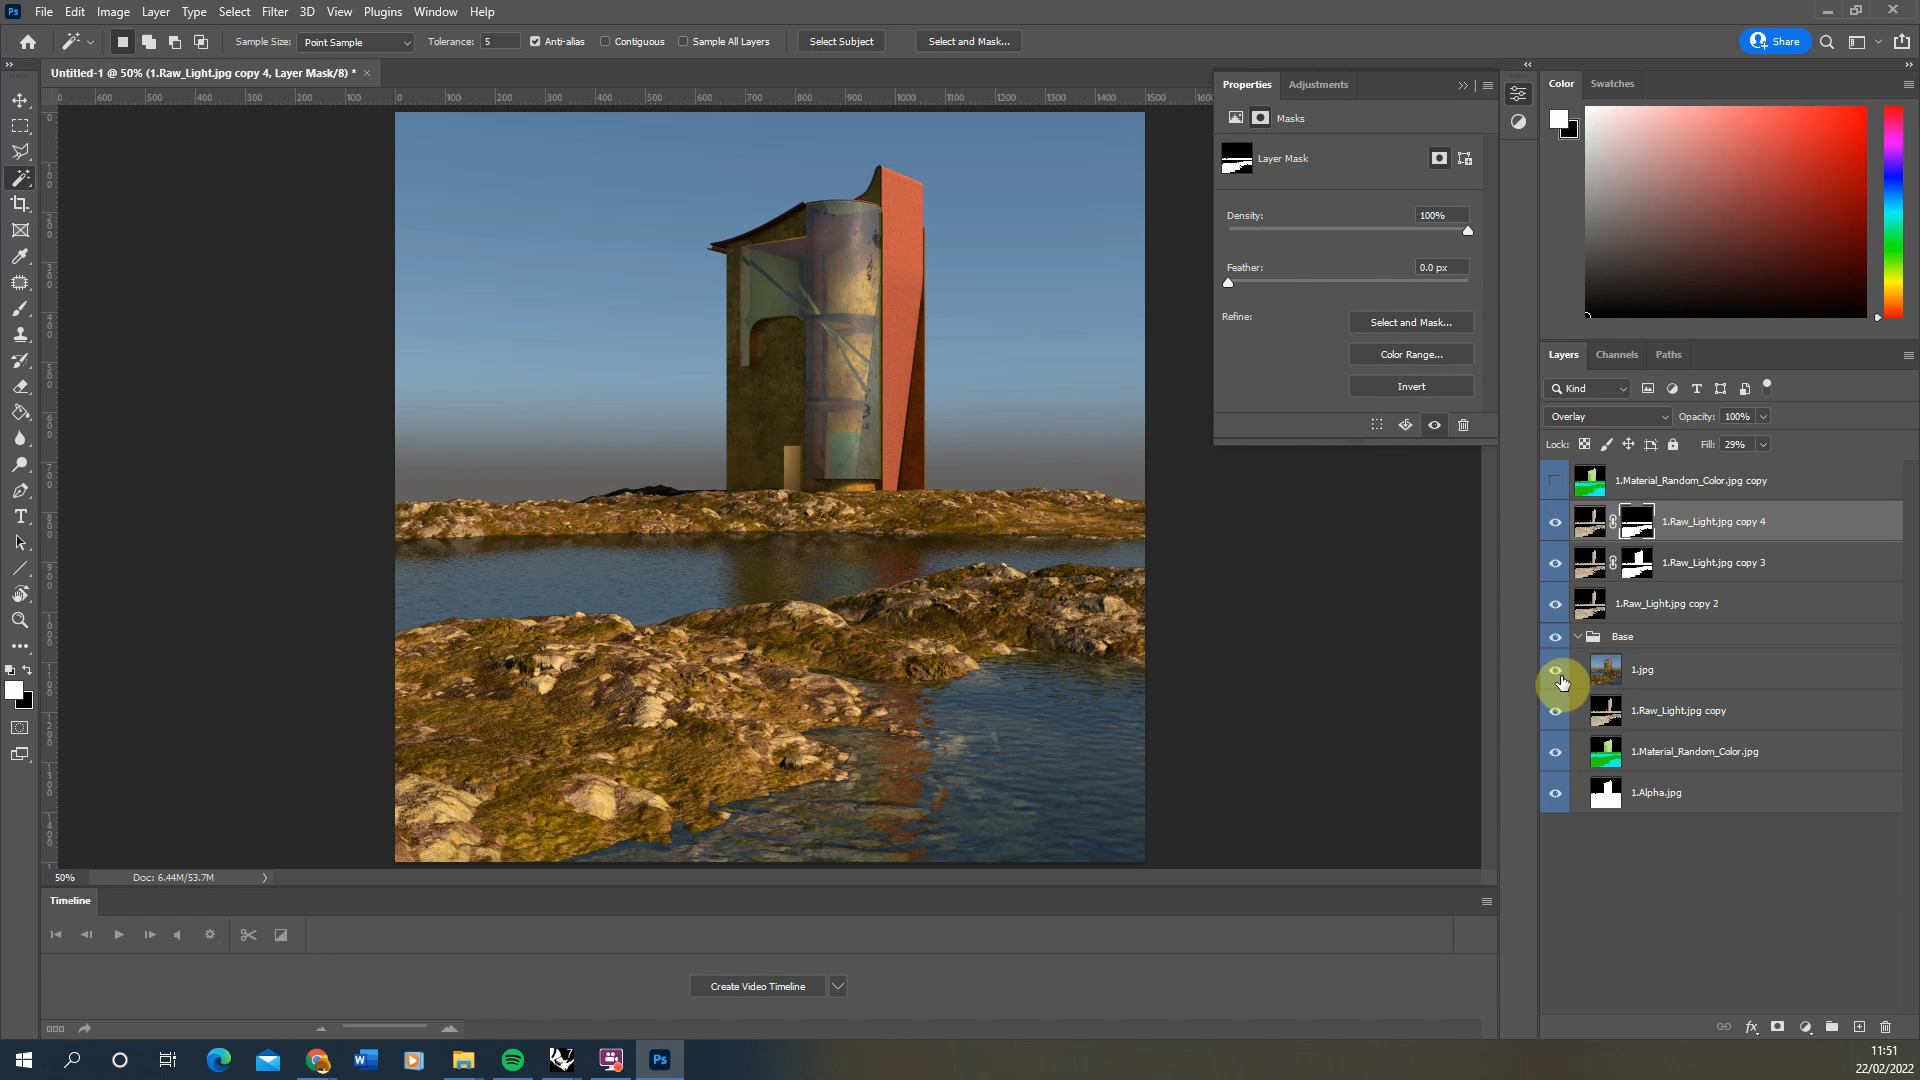 Ps File Edit Image Layer Type Select Filter 3D View Plugins Window Help
Sample Size: Point Sample Tolerance: 5 Anti-alias Contiguous Sample All Layers Select Subject Select and Mask... Share
Untitled-1 @ 50% (1.Raw_Light.jpg copy 4, Layer Mask/8) *
Properties Adjustments
Masks
Layer Mask
Density: 100%
Feather: 0.0 px
Refine: Select and Mask...
Color Range...
Invert
Color Swatches
Layers Channels Paths
Kind
Overlay Opacity: 100%
Lock: Fill: 29%
1.Material_Random_Color.jpg copy
1.Raw_Light.jpg copy 4
1.Raw_Light.jpg copy 3
1.Raw_Light.jpg copy 2
Base
1.jpg
1.Raw_Light.jpg copy
1.Material_Random_Color.jpg
1.Alpha.jpg
50% Doc: 6.44M/53.7M
Timeline
Create Video Timeline
Ps
11:51
22/02/2022